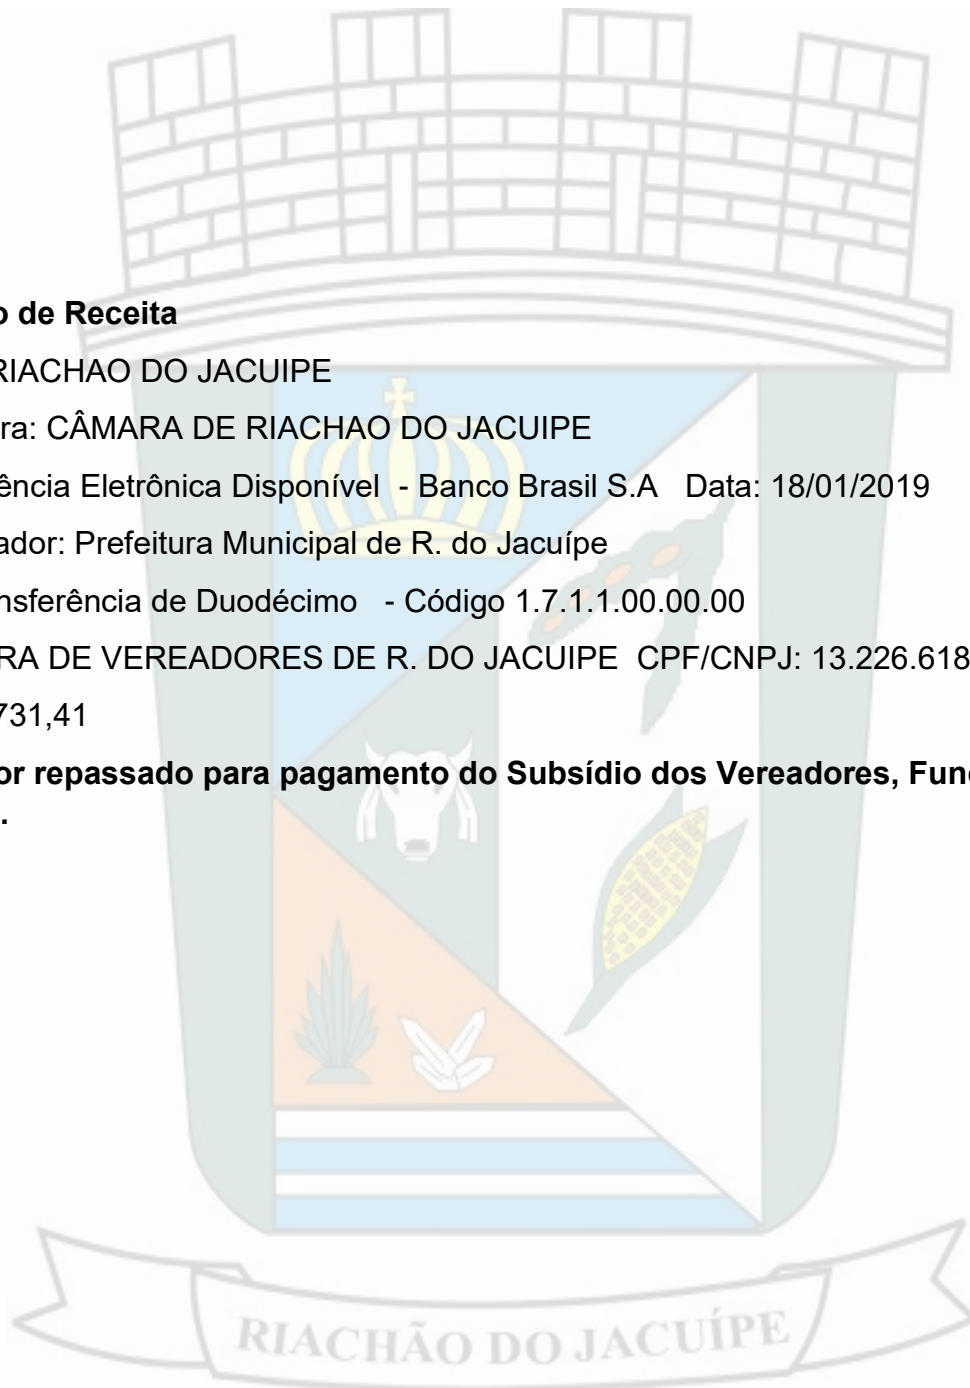 o de Receita
RIACHAO DO JACUIPE
ra: CÂMARA DE RIACHAO DO JACUIPE
ência Eletrônica Disponível - Banco Brasil S.A Data: 18/01/2019
ador: Prefeitura Municipal de R. do Jacuípe
nsferência de Duodécimo - Código 1.7.1.1.00.00.00
RA DE VEREADORES DE R. DO JACUIPE CPF/CNPJ: 13.226.618
731,41
or repassado para pagamento do Subsídio dos Vereadores, Fun
.
RIACHÃO DO JACUÍPE